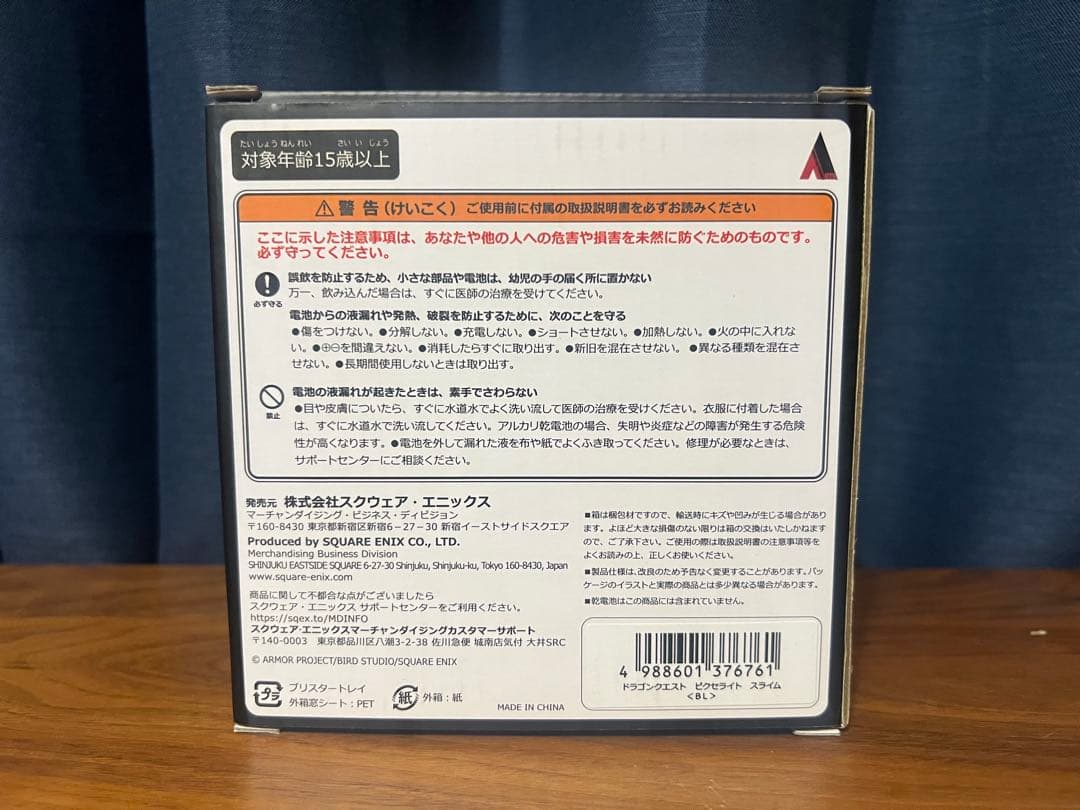 たいしょうねんれい さいいじょう
対象年齢15歳以上
警告(けいこく) ご使用前に付属の取扱説明書を必ずお読みください
ここに示した注意事項は、あなたや他の人への危害や損害を未然に防ぐためのものです。
必ず守ってください。
必ず守る
誤飲を防止するため、小さな部品や電池は、幼児の手の届く所に置かない
万一、飲み込んだ場合は、すぐに医師の治療を受けてください。
電池からの液漏れや発熱、破裂を防止するために、次のことを守る
●傷をつけない。●分解しない。●充電しない。●ショートさせない。●加熱しない。●火の中に入れな
い。●⊕⊖を間違えない。●消耗したらすぐに取り出す。●新旧を混在させない。●異なる種類を混在さ
せない。●長期間使用しないときは取り出す。
禁止
電池の液漏れが起きたときは、素手でさわらない
●目や皮膚についたら、すぐに水道水でよく洗い流して医師の治療を受けください。衣服に付着した場合
は、すぐに水道水で洗い流してください。アルカリ乾電池の場合、失明や炎症などの障害が発生する危険
性が高くなります。●電池を外して漏れた液を布や紙でよくふき取ってください。修理が必要なときは、
サポートセンターにご相談ください。
発売元 株式会社スクウェア・エニックス
マーチャンダイジング・ビジネス・ディビジョン
〒160-8430 東京都新宿区新宿6-27-30 新宿イーストサイドスクエア
Produced by SQUARE ENIX CO., LTD.
Merchandising Business Division
SHINJUKU EASTSIDE SQUARE 6-27-30 Shinjuku, Shinjuku-ku, Tokyo 160-8430, Japan
www.square-enix.com
商品に関して不都合な点がございましたら
スクウェア・エニックス サポートセンターをご利用ください。
https://sqex.to/MDINFO
スクウェア・エニックスマーチャンダイジングカスタマーサポート
〒140-0003 東京都品川区八潮3-2-38 佐川急便 城南店気付 大井SRC
© ARMOR PROJECT/BIRD STUDIO/SQUARE ENIX
プラ
ブリスタートレイ
外箱窓シート:PET
紙
外箱:紙
MADE IN CHINA
■箱は梱包材ですので、輸送時にキズや凹みが生じる場合があり
ます。よほど大きな損傷のない限りは箱の交換はいたしかねます
ので、ご了承下さい。ご使用の際は取扱説明書の注意事項等を
よくお読みの上、正しくお使いください。
■製品仕様は、改良のため予告なく変更することがあります。パッ
ケージのイラストと実際の商品とは多少異なる場合があります。
■乾電池はこの商品には含まれていません。
4 988601 376761
ドラゴンクエスト ピクセライト スライム
<BL>